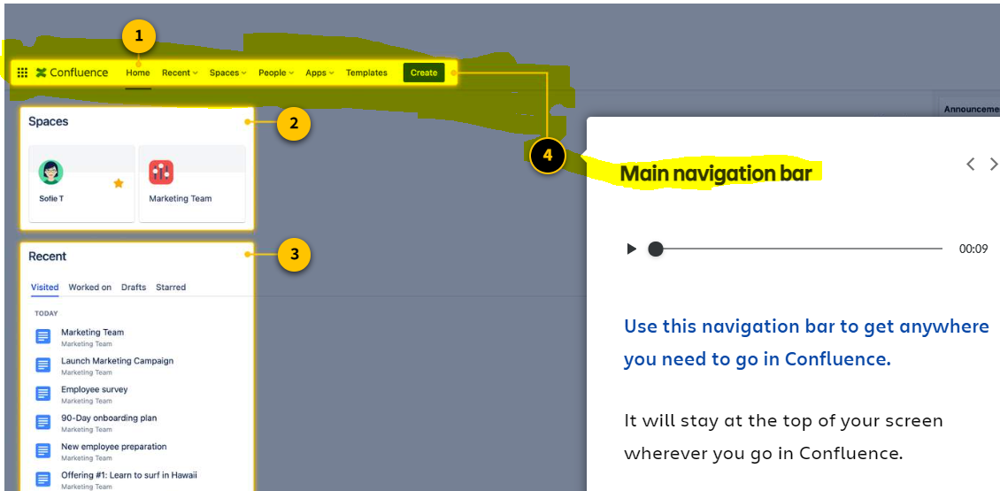 1
Confluence Home Recent Spaces People Apps Templates Create
Spaces
2
Sofie T
Marketing Team
4
Recent
3
Visited Worked on Drafts Starred
TODAY
Marketing Team
Marketing Team
Launch Marketing Campaign
Marketing Team
Employee survey
Marketing Team
90-Day onboarding plan
Marketing Team
New employee preparation
Marketing Team
Offering #1: Learn to surf in Hawaii
Marketing Team
Main navigation bar
00:09
Use this navigation bar to get anywhere
you need to go in Confluence.
It will stay at the top of your screen
wherever you go in Confluence.